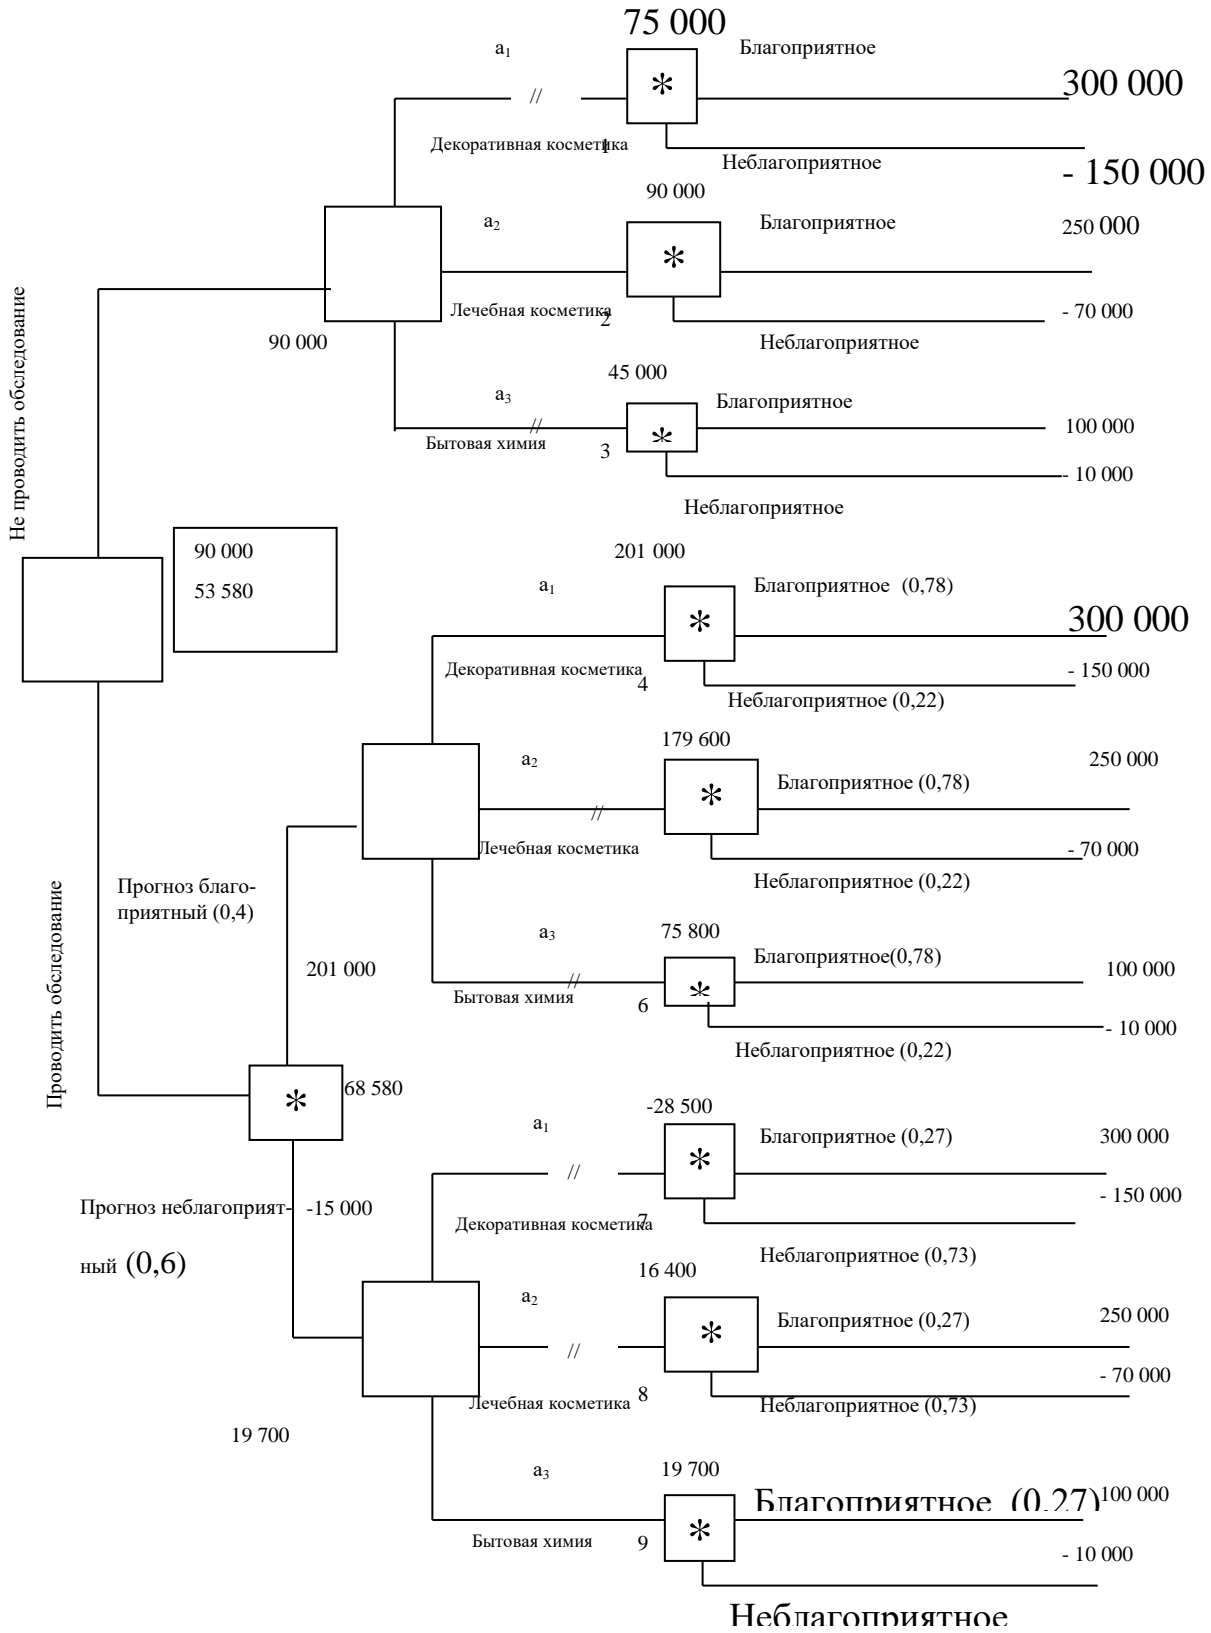 75 000
a1
Благоприятное
300 000
//
*
Декоративная косметика
1
Неблагоприятное
- 150 000
90 000
a2
Благоприятное
250 000
*
Лечебная косметика
2
- 70 000
Неблагоприятное
90 000
45 000
a3
Благоприятное
//
*
100 000
Бытовая химия
3
- 10 000
Неблагоприятное
Не проводить обследование
90 000
53 580
201 000
a1
Благоприятное (0,78)
300 000
*
Декоративная косметика
4
- 150 000
Неблагоприятное (0,22)
179 600
a2
250 000
Благоприятное (0,78)
*
//
Лечебная косметика
- 70 000
Неблагоприятное (0,22)
Прогноз благо-
приятный (0,4)
Проводить обследование
201 000
75 800
a3
Благоприятное(0,78)
100 000
//
*
Бытовая химия
6
- 10 000
Неблагоприятное (0,22)
*
68 580
-28 500
a1
Благоприятное (0,27)
300 000
*
//
- 150 000
Прогноз неблагоприят-
-15 000
ный (0,6)
Декоративная косметика
7
Неблагоприятное (0,73)
16 400
a2
Благоприятное (0,27)
250 000
*
//
- 70 000
Лечебная косметика
8
Неблагоприятное (0,73)
19 700
19 700
a3
Благоприятное (0,27)
100 000
*
Бытовая химия
9
- 10 000
Неблагоприятное